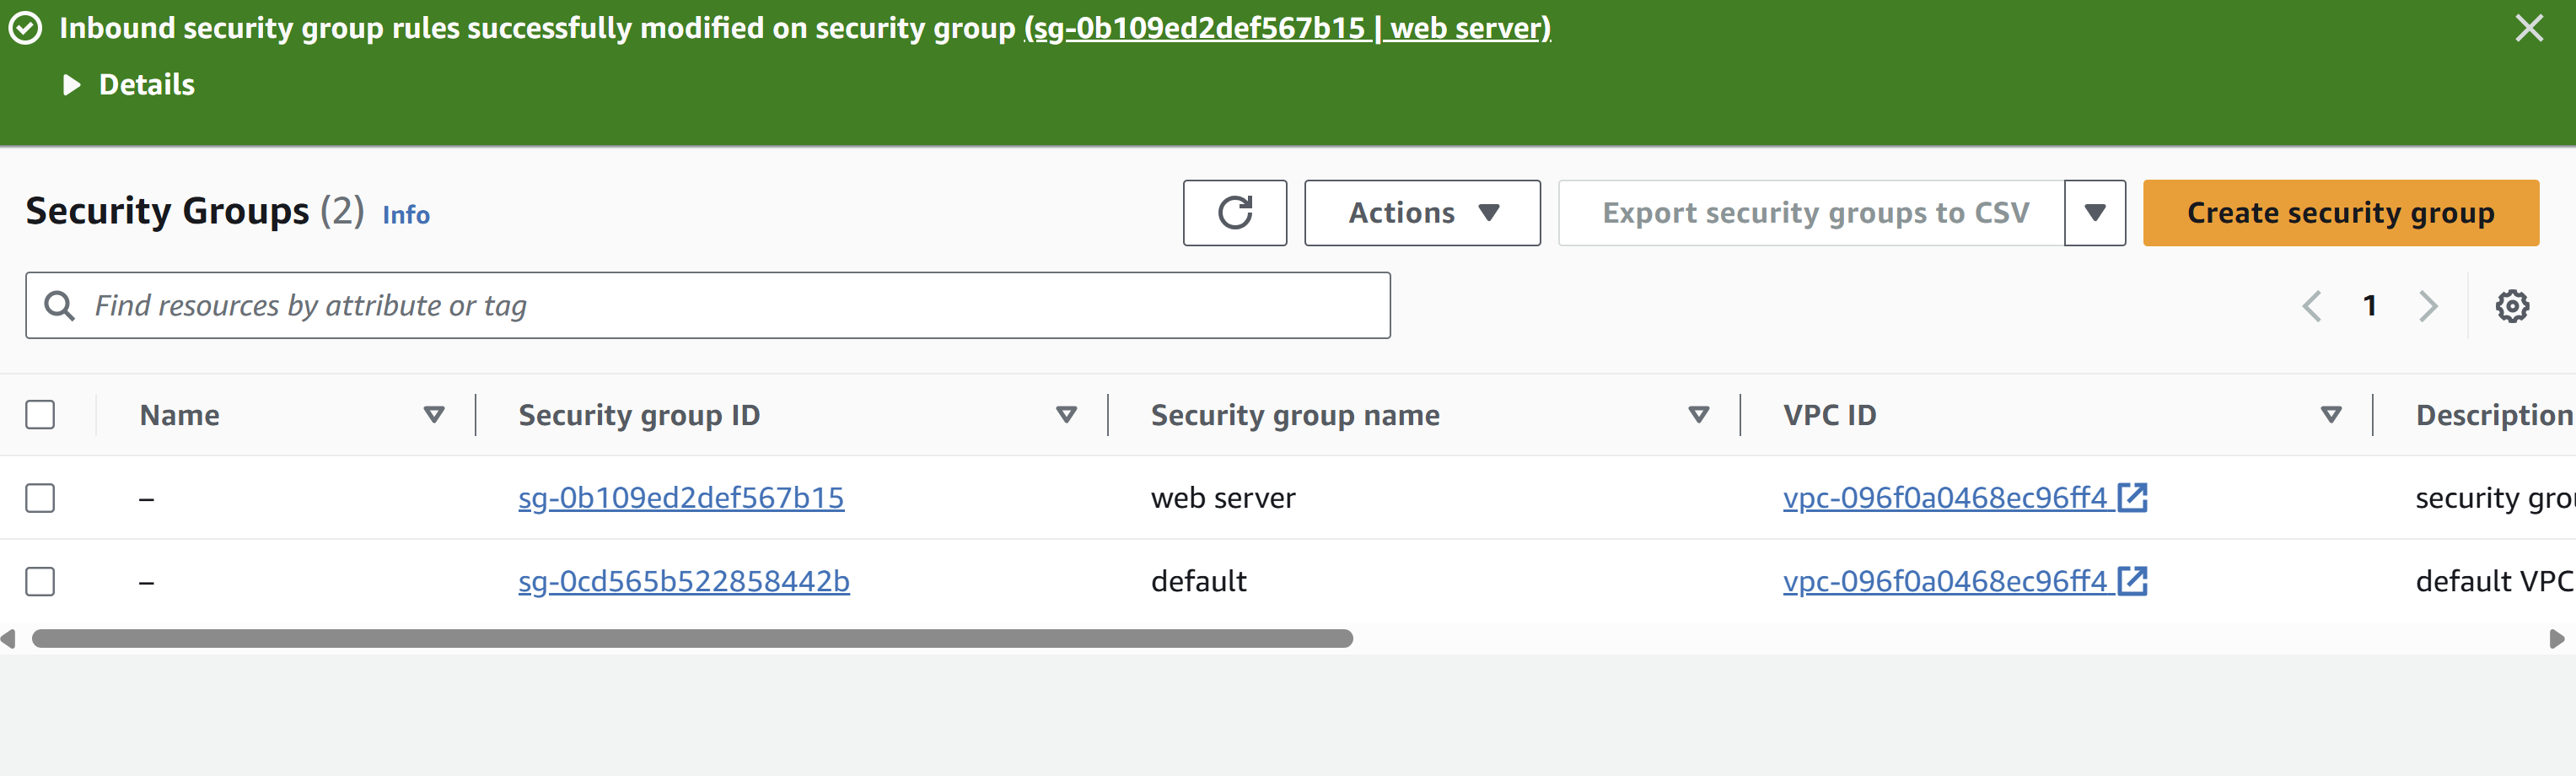 Inbound security group rules successfully modified on security group (sg-0b109ed2def567b15 | web server)
Details
Security Groups (2) Info
Actions
Export security groups to CSV
Create security group
Find resources by attribute or tag
1
Name Security group ID Security group name VPC ID Description
– sg-0b109ed2def567b15 web server vpc-096f0a0468ec96ff4 security
– sg-0cd565b522858442b default vpc-096f0a0468ec96ff4 default VPC